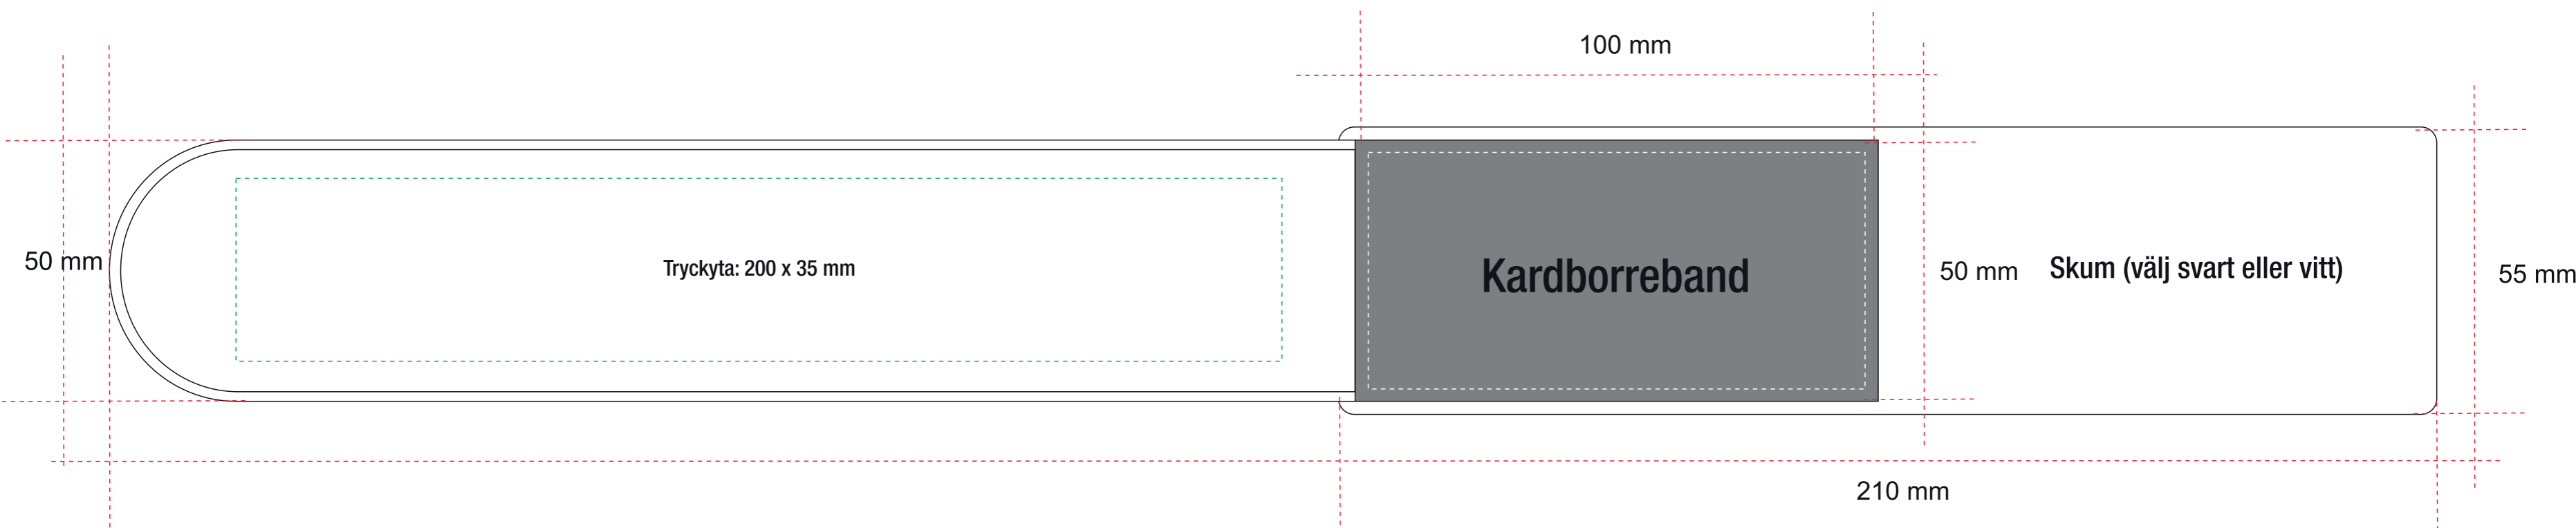 100 mm
50 mm
Tryckyta: 200 x 35 mm
Kardborreband
50 mm
Skum (välj svart eller vitt)
55 mm
210 mm